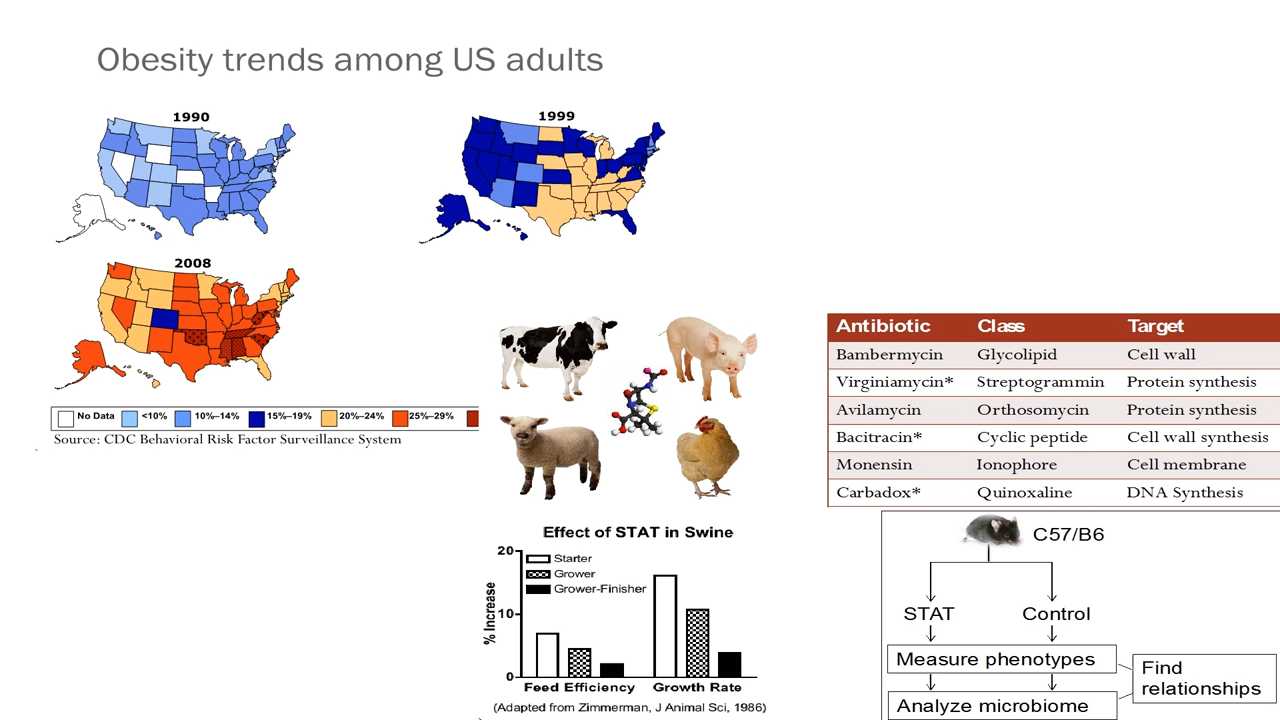 Obesity trends among US adults
1990
1999
2008
No Data <10% 10%–14% 15%–19% 20%–24% 25%–29%
Source: CDC Behavioral Risk Factor Surveillance System
Antibiotic Class Target
Bambermycin Glycolipid Cell wall
Virginiamycin* Streptogrammin Protein synthesis
Avilamycin Orthosomycin Protein synthesis
Bacitracin* Cyclic peptide Cell wall synthesis
Monensin Ionophore Cell membrane
Carbadox* Quinoxaline DNA Synthesis
Effect of STAT in Swine
% Increase
20
10
0
Starter
Grower
Grower-Finisher
Feed Efficiency Growth Rate
(Adapted from Zimmerman, J Animal Sci, 1986)
C57/B6
STAT Control
Measure phenotypes
Analyze microbiome
Find
relationships